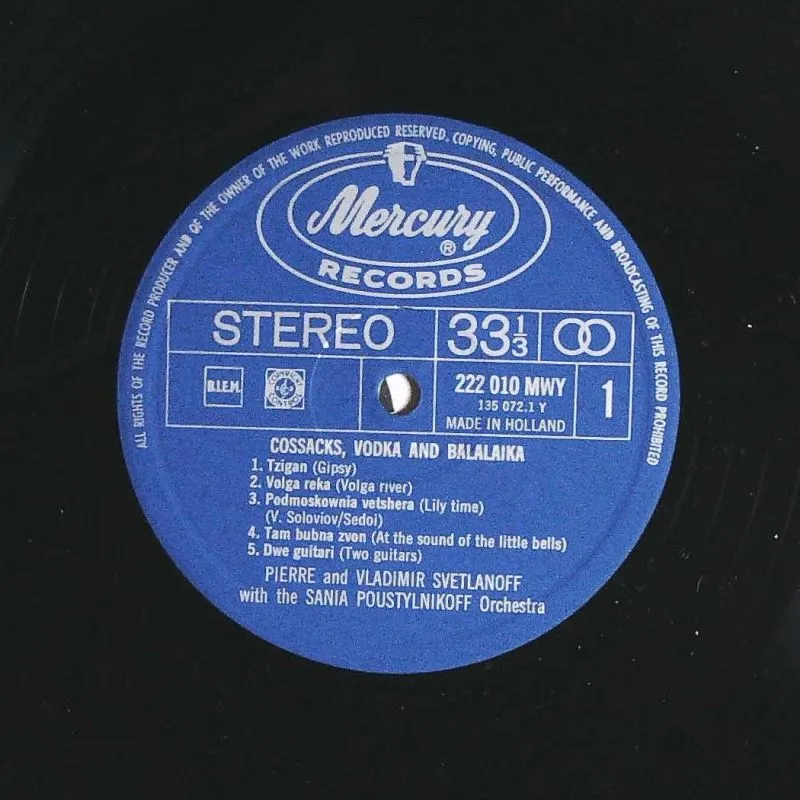 ALL RIGHTS OF THE RECORD PRODUCER AND OF THE OWNER OF THE WORK REPRODUCED RESERVED. COPYING, PUBLIC PERFORMANCE AND BROADCASTING OF THIS RECORD PROHIBITED
Mercury ®
RECORDS
STEREO 33 1/3
B.I.E.M. COPYRIGHT CONTROL 222 010 MWY 1
135 072.1 Y
MADE IN HOLLAND
COSSACKS, VODKA AND BALALAIKA
1. Tzigan (Gipsy)
2. Volga reka (Volga river)
3. Podmoskownia vetshera (Lily time)
(V. Soloviov/Sedoi)
4. Tam bubna zvon (At the sound of the little bells)
5. Dwe guitari (Two guitars)
PIERRE and VLADIMIR SVETLANOFF
with the SANIA POUSTYLNIKOFF Orchestra